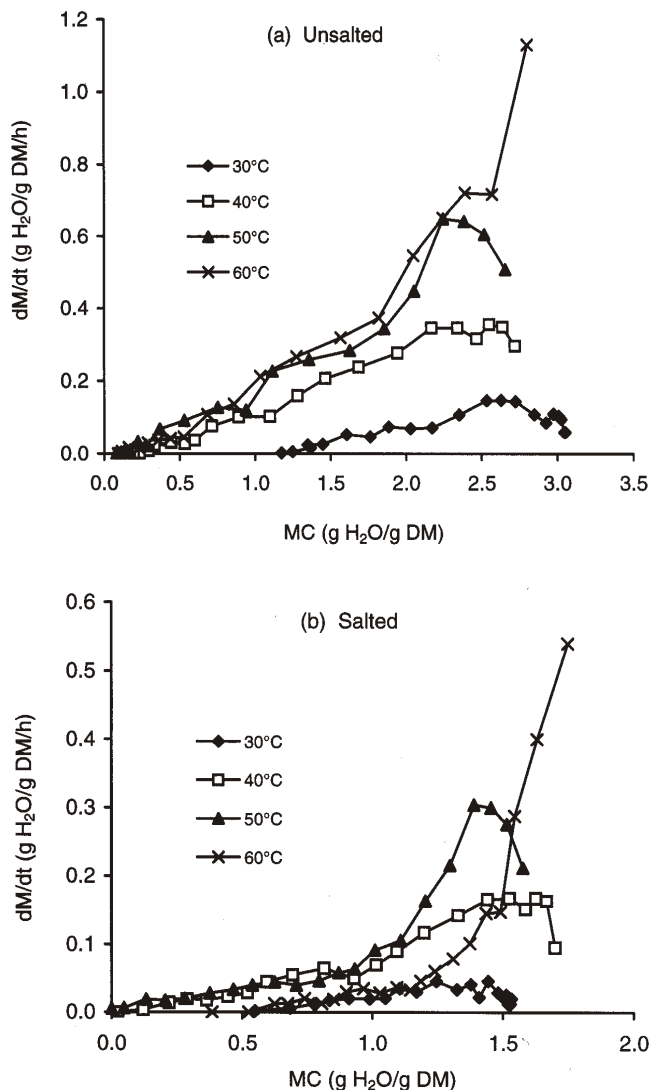 (a) Unsalted
dM/dt (g H₂O/g DM/h)
1.2
1.0
0.8
0.6
0.4
0.2
0.0
30°C
40°C
50°C
60°C
0.0 0.5 1.0 1.5 2.0 2.5 3.0 3.5
MC (g H₂O/g DM)
(b) Salted
dM/dt (g H₂O/g DM/h)
0.6
0.5
0.4
0.3
0.2
0.1
0.0
30°C
40°C
50°C
60°C
0.0 0.5 1.0 1.5 2.0
MC (g H₂O/g DM)